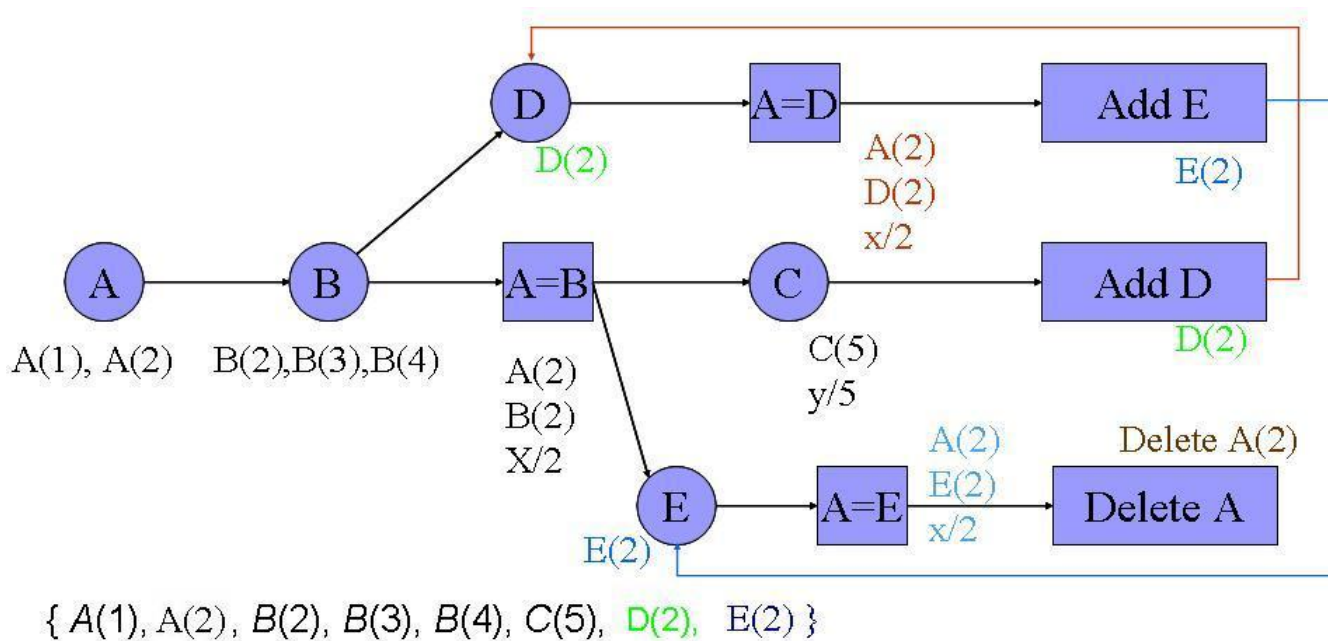 D
A=D
Add E
D(2)
A(2)
D(2)
x/2
E(2)
A
B
A=B
C
Add D
A(1), A(2)
B(2),B(3),B(4)
A(2)
B(2)
X/2
C(5)
y/5
D(2)
E
E(2)
A=E
A(2)
E(2)
x/2
Delete A(2)
Delete A
{ A(1), A(2), B(2), B(3), B(4), C(5), D(2), E(2) }